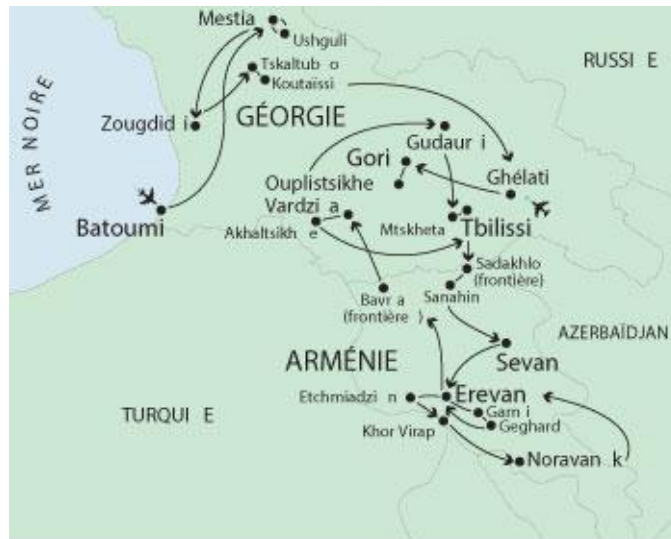 Mestia
Ushguli
RUSSI E
Tskaltub o
Koutaïssi
MER NOIRE
Zougdid i
GÉORGIE
Gudaur i
Gori
Ghélati
Ouplistsikhe
Vardzi a
Batoumi
Akhaltsikh e
Mtskheta
Tbilissi
Sadakhlo
(frontière)
Bavr a
(frontière )
Sanahin
AZERBAÏDJAN
Sevan
ARMÉNIE
Etchmiadzi n
Erevan
TURQUI E
Garn i
Khor Virap
Geghard
Noravan k